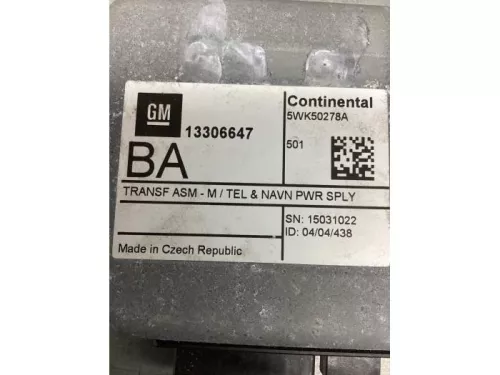 GM
13306647
BA
TRANSF ASM - M / TEL & NAVN PWR SPLY
Made in Czech Republic
Continental
5WK50278A
501
SN: 15031022
ID: 04/04/438